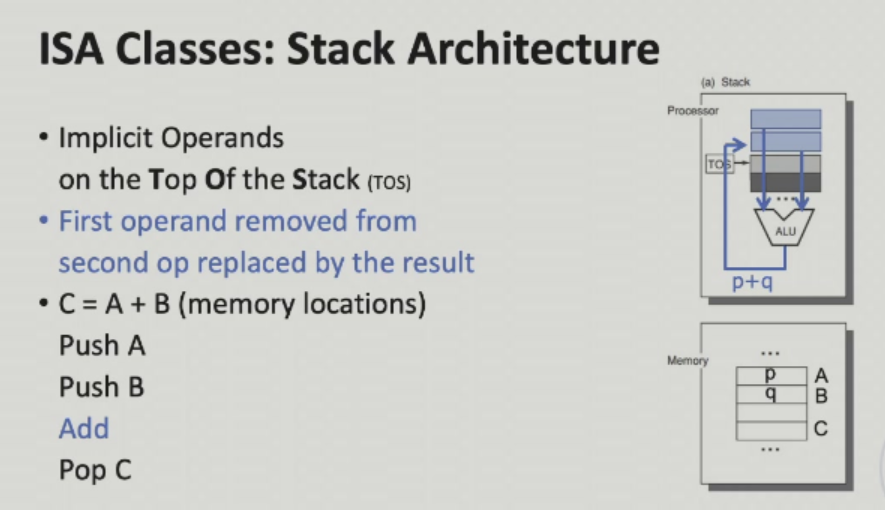 ISA Classes: Stack Architecture
• Implicit Operands
on the Top Of the Stack (TOS)
• First operand removed from
second op replaced by the result
• C = A + B (memory locations)
Push A
Push B
Add
Pop C
(a) Stack
Processor
TOS
...
ALU
p+q
Memory
...
p A
q B
C
...